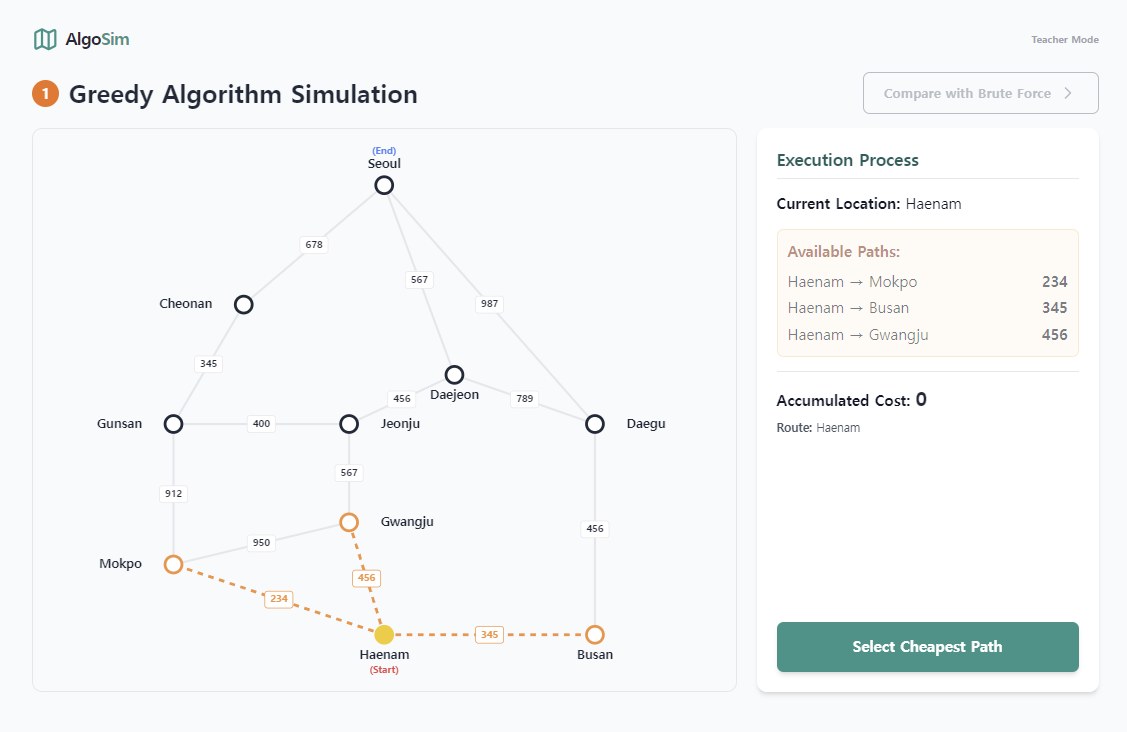 AlgoSim
Teacher Mode
1 Greedy Algorithm Simulation
Compare with Brute Force
(End)
Seoul
678
567
987
Cheonan
345
Daejeon
456
789
Gunsan
400
Jeonju
Daegu
912
567
456
Gwangju
950
Mokpo
456
234
345
Haenam
(Start)
Busan
Execution Process
Current Location: Haenam
Available Paths:
Haenam → Mokpo 234
Haenam → Busan 345
Haenam → Gwangju 456
Accumulated Cost: 0
Route: Haenam
Select Cheapest Path